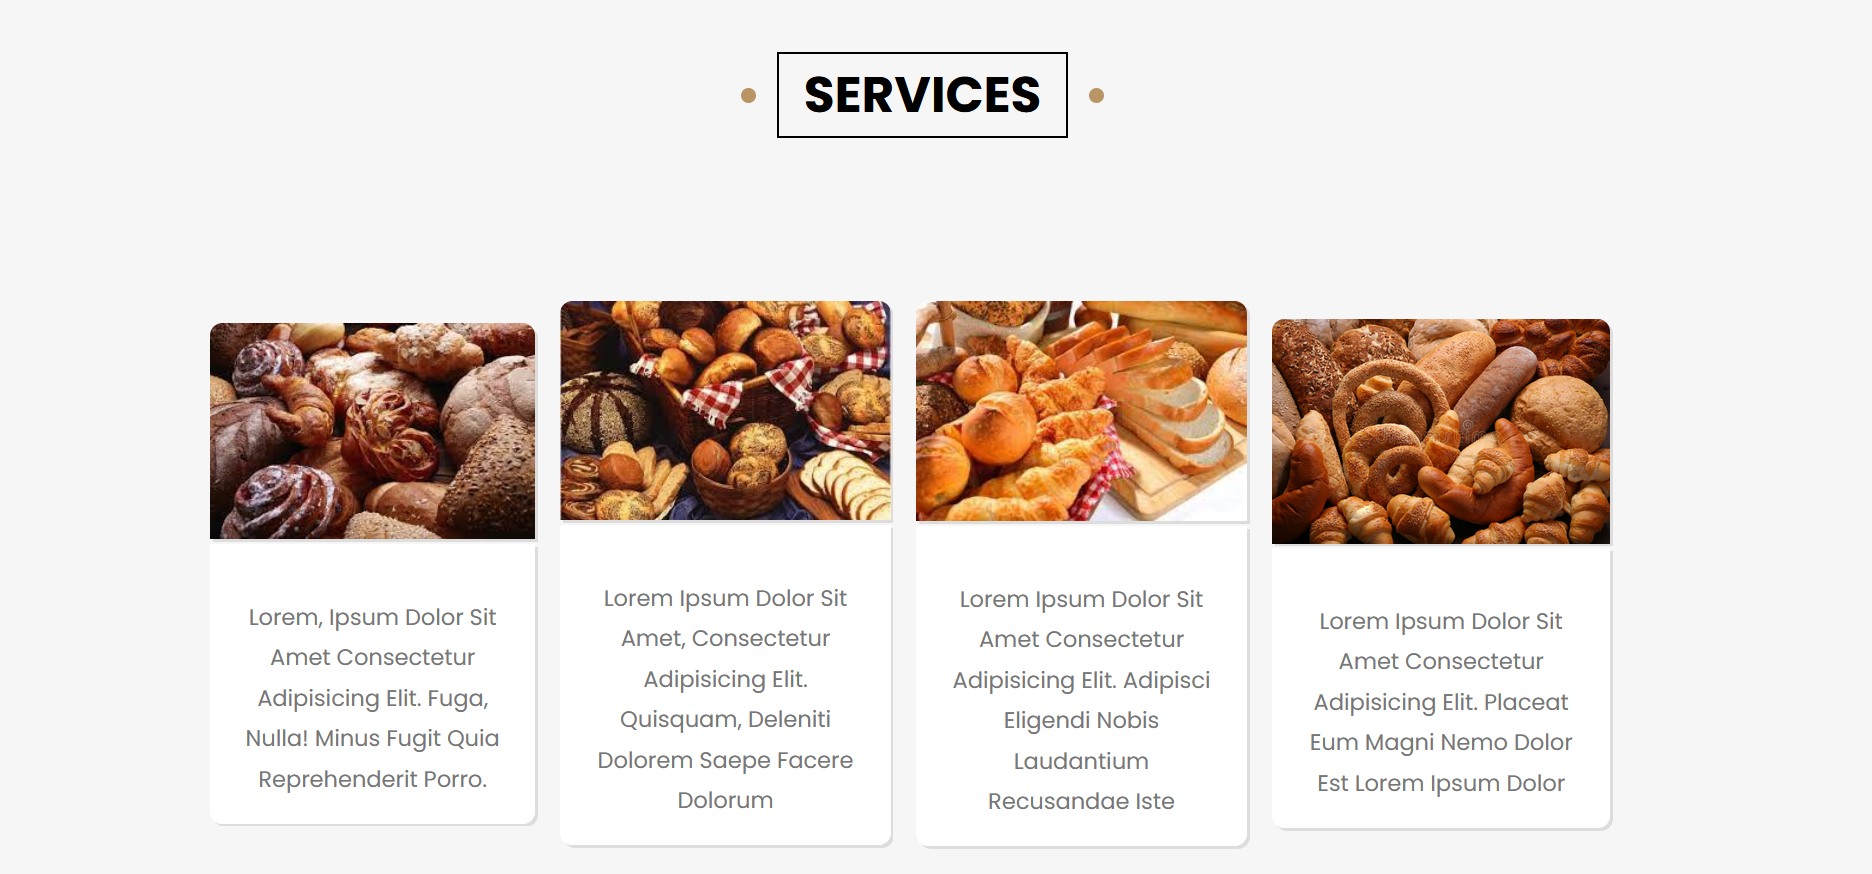 SERVICES
Lorem, Ipsum Dolor Sit
Amet Consectetur
Adipisicing Elit. Fuga,
Nulla! Minus Fugit Quia
Reprehenderit Porro.
Lorem Ipsum Dolor Sit
Amet, Consectetur
Adipisicing Elit.
Quisquam, Deleniti
Dolorem Saepe Facere
Dolorum
Lorem Ipsum Dolor Sit
Amet Consectetur
Adipisicing Elit. Adipisci
Eligendi Nobis
Laudantium
Recusandae Iste
Lorem Ipsum Dolor Sit
Amet Consectetur
Adipisicing Elit. Placeat
Eum Magni Nemo Dolor
Est Lorem Ipsum Dolor